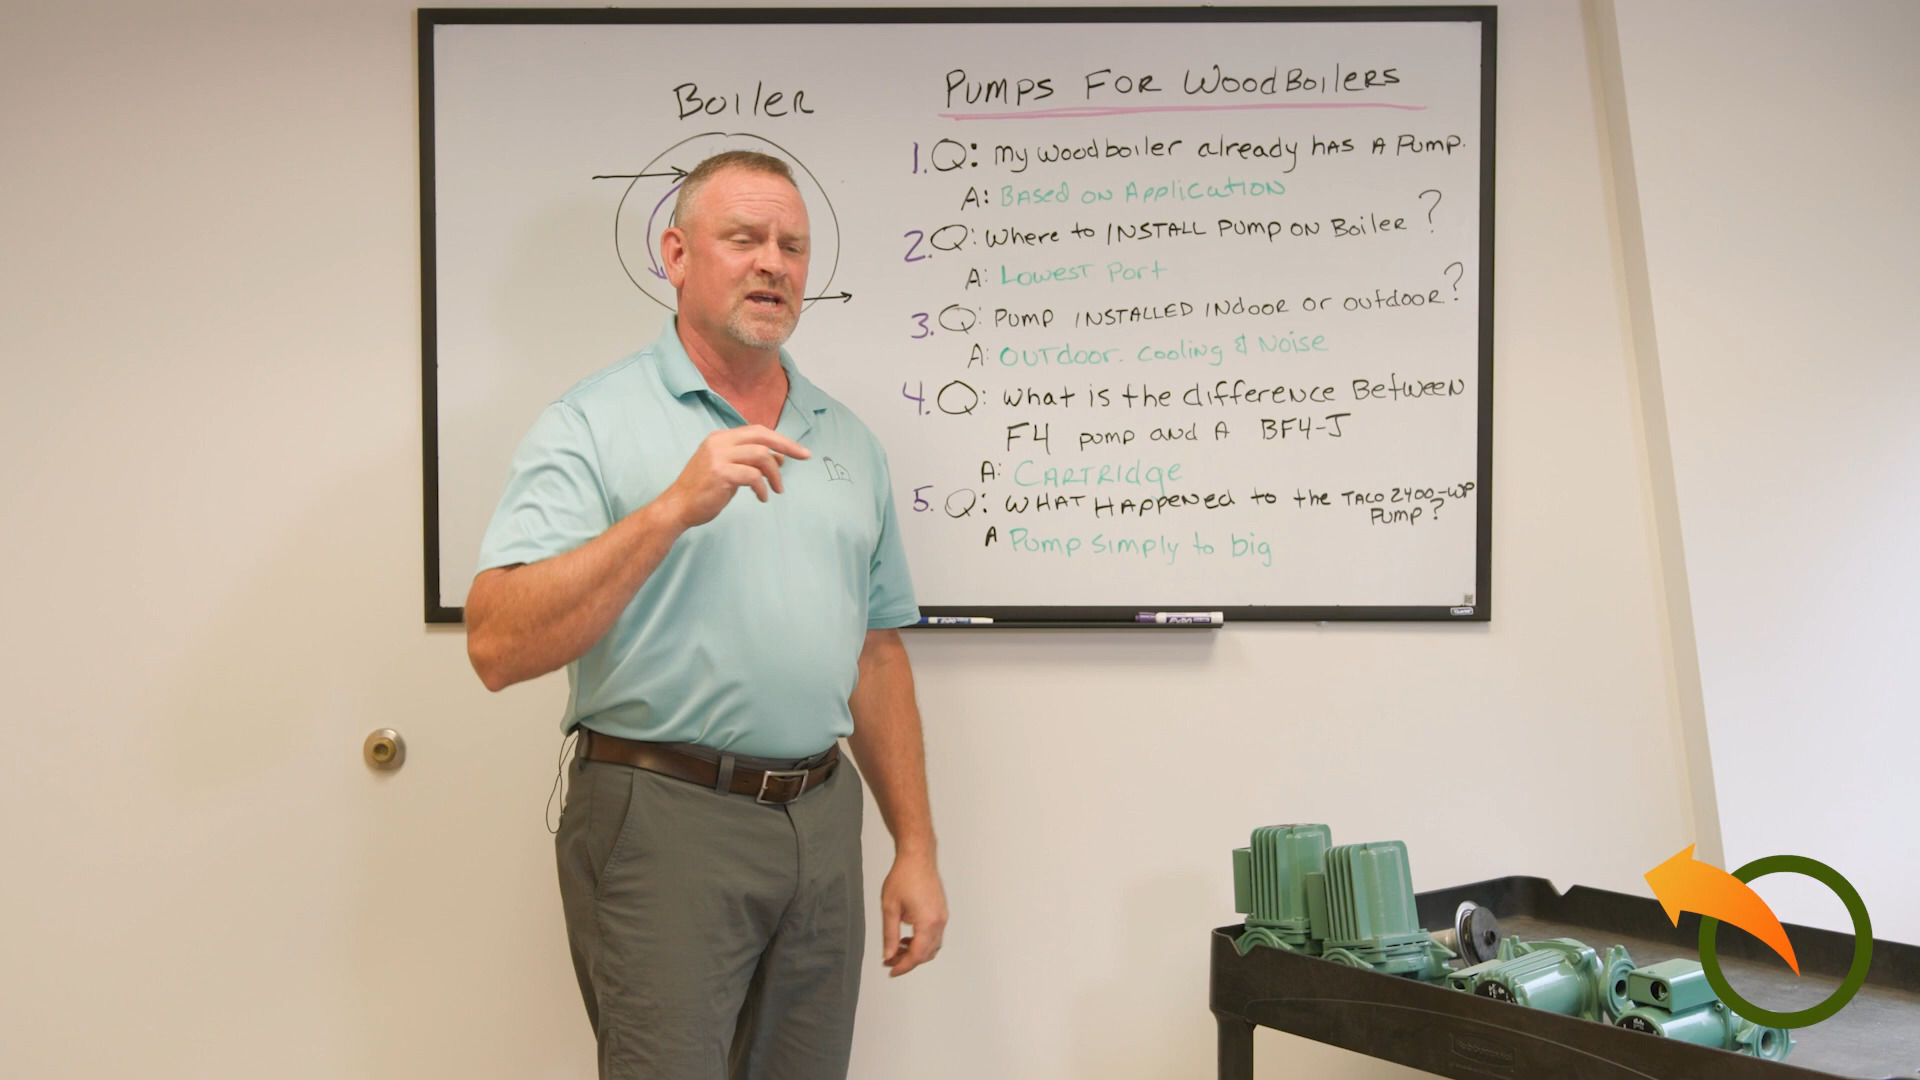 Boiler
Pumps For WoodBoilers
1. Q: My woodboiler already has A Pump.
A: Based on Application
2. Q: Where to INSTALL PUMP ON Boiler?
A: Lowest Port
3. Q: Pump INSTALLED INdoor or outdoor?
A: OUTdoor. Cooling & Noise
4. Q: What is the difference Between
F4 pump and A BF4-J
A: CARTRIdge
5. Q: WHAT HAppened to the TACO 2400-WP
Pump?
A Pump simply to big